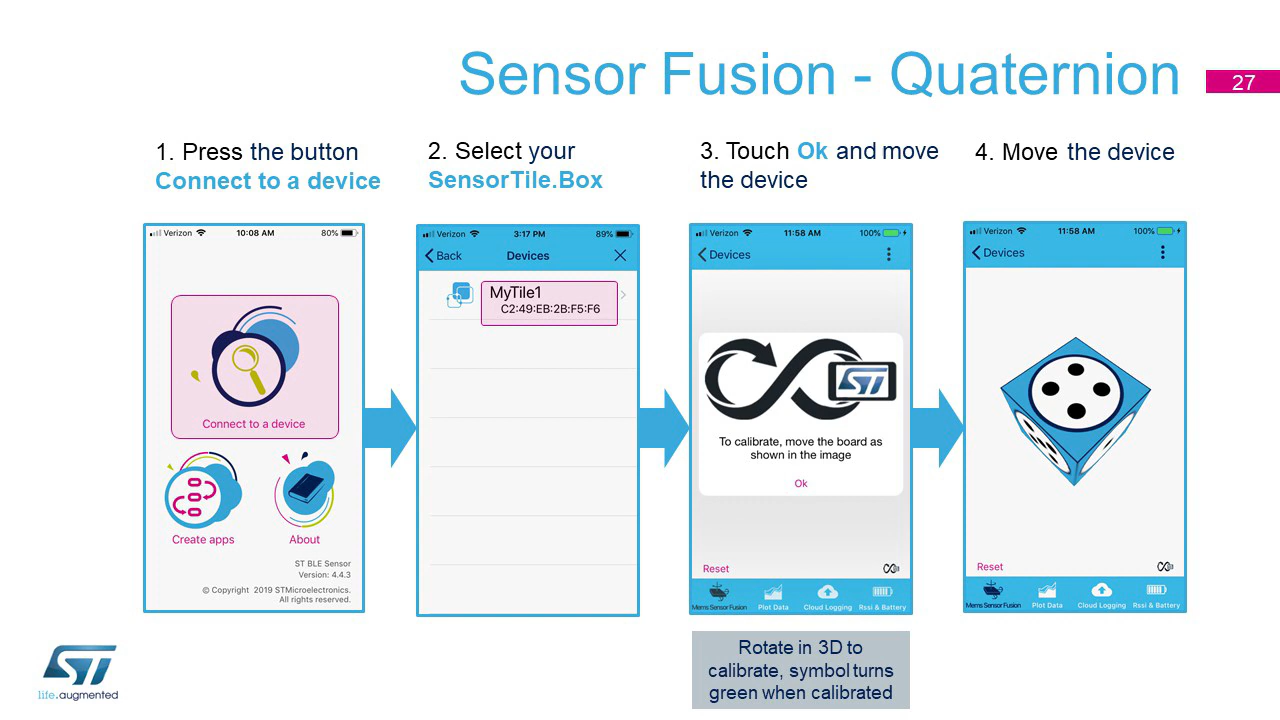 Sensor Fusion - Quaternion
27
1. Press the button
Connect to a device
2. Select your
SensorTile.Box
3. Touch Ok and move
the device
4. Move the device
Verizon 10:08 AM 80%
Connect to a device
Create apps
About
ST BLE Sensor
Version: 4.4.3
© Copyright 2019 STMicroelectronics.
All rights reserved.
Verizon 3:17 PM 89%
Back Devices
MyTile1
C2:49:EB:2B:F5:F6
Verizon 11:58 AM 100%
Devices
ST
To calibrate, move the board as
shown in the image
Ok
Reset
Mems Sensor Fusion Plot Data Cloud Logging Rssi & Battery
Verizon 11:58 AM 100%
Devices
Reset
Mems Sensor Fusion Plot Data Cloud Logging Rssi & Battery
Rotate in 3D to
calibrate, symbol turns
green when calibrated
ST
life.augmented